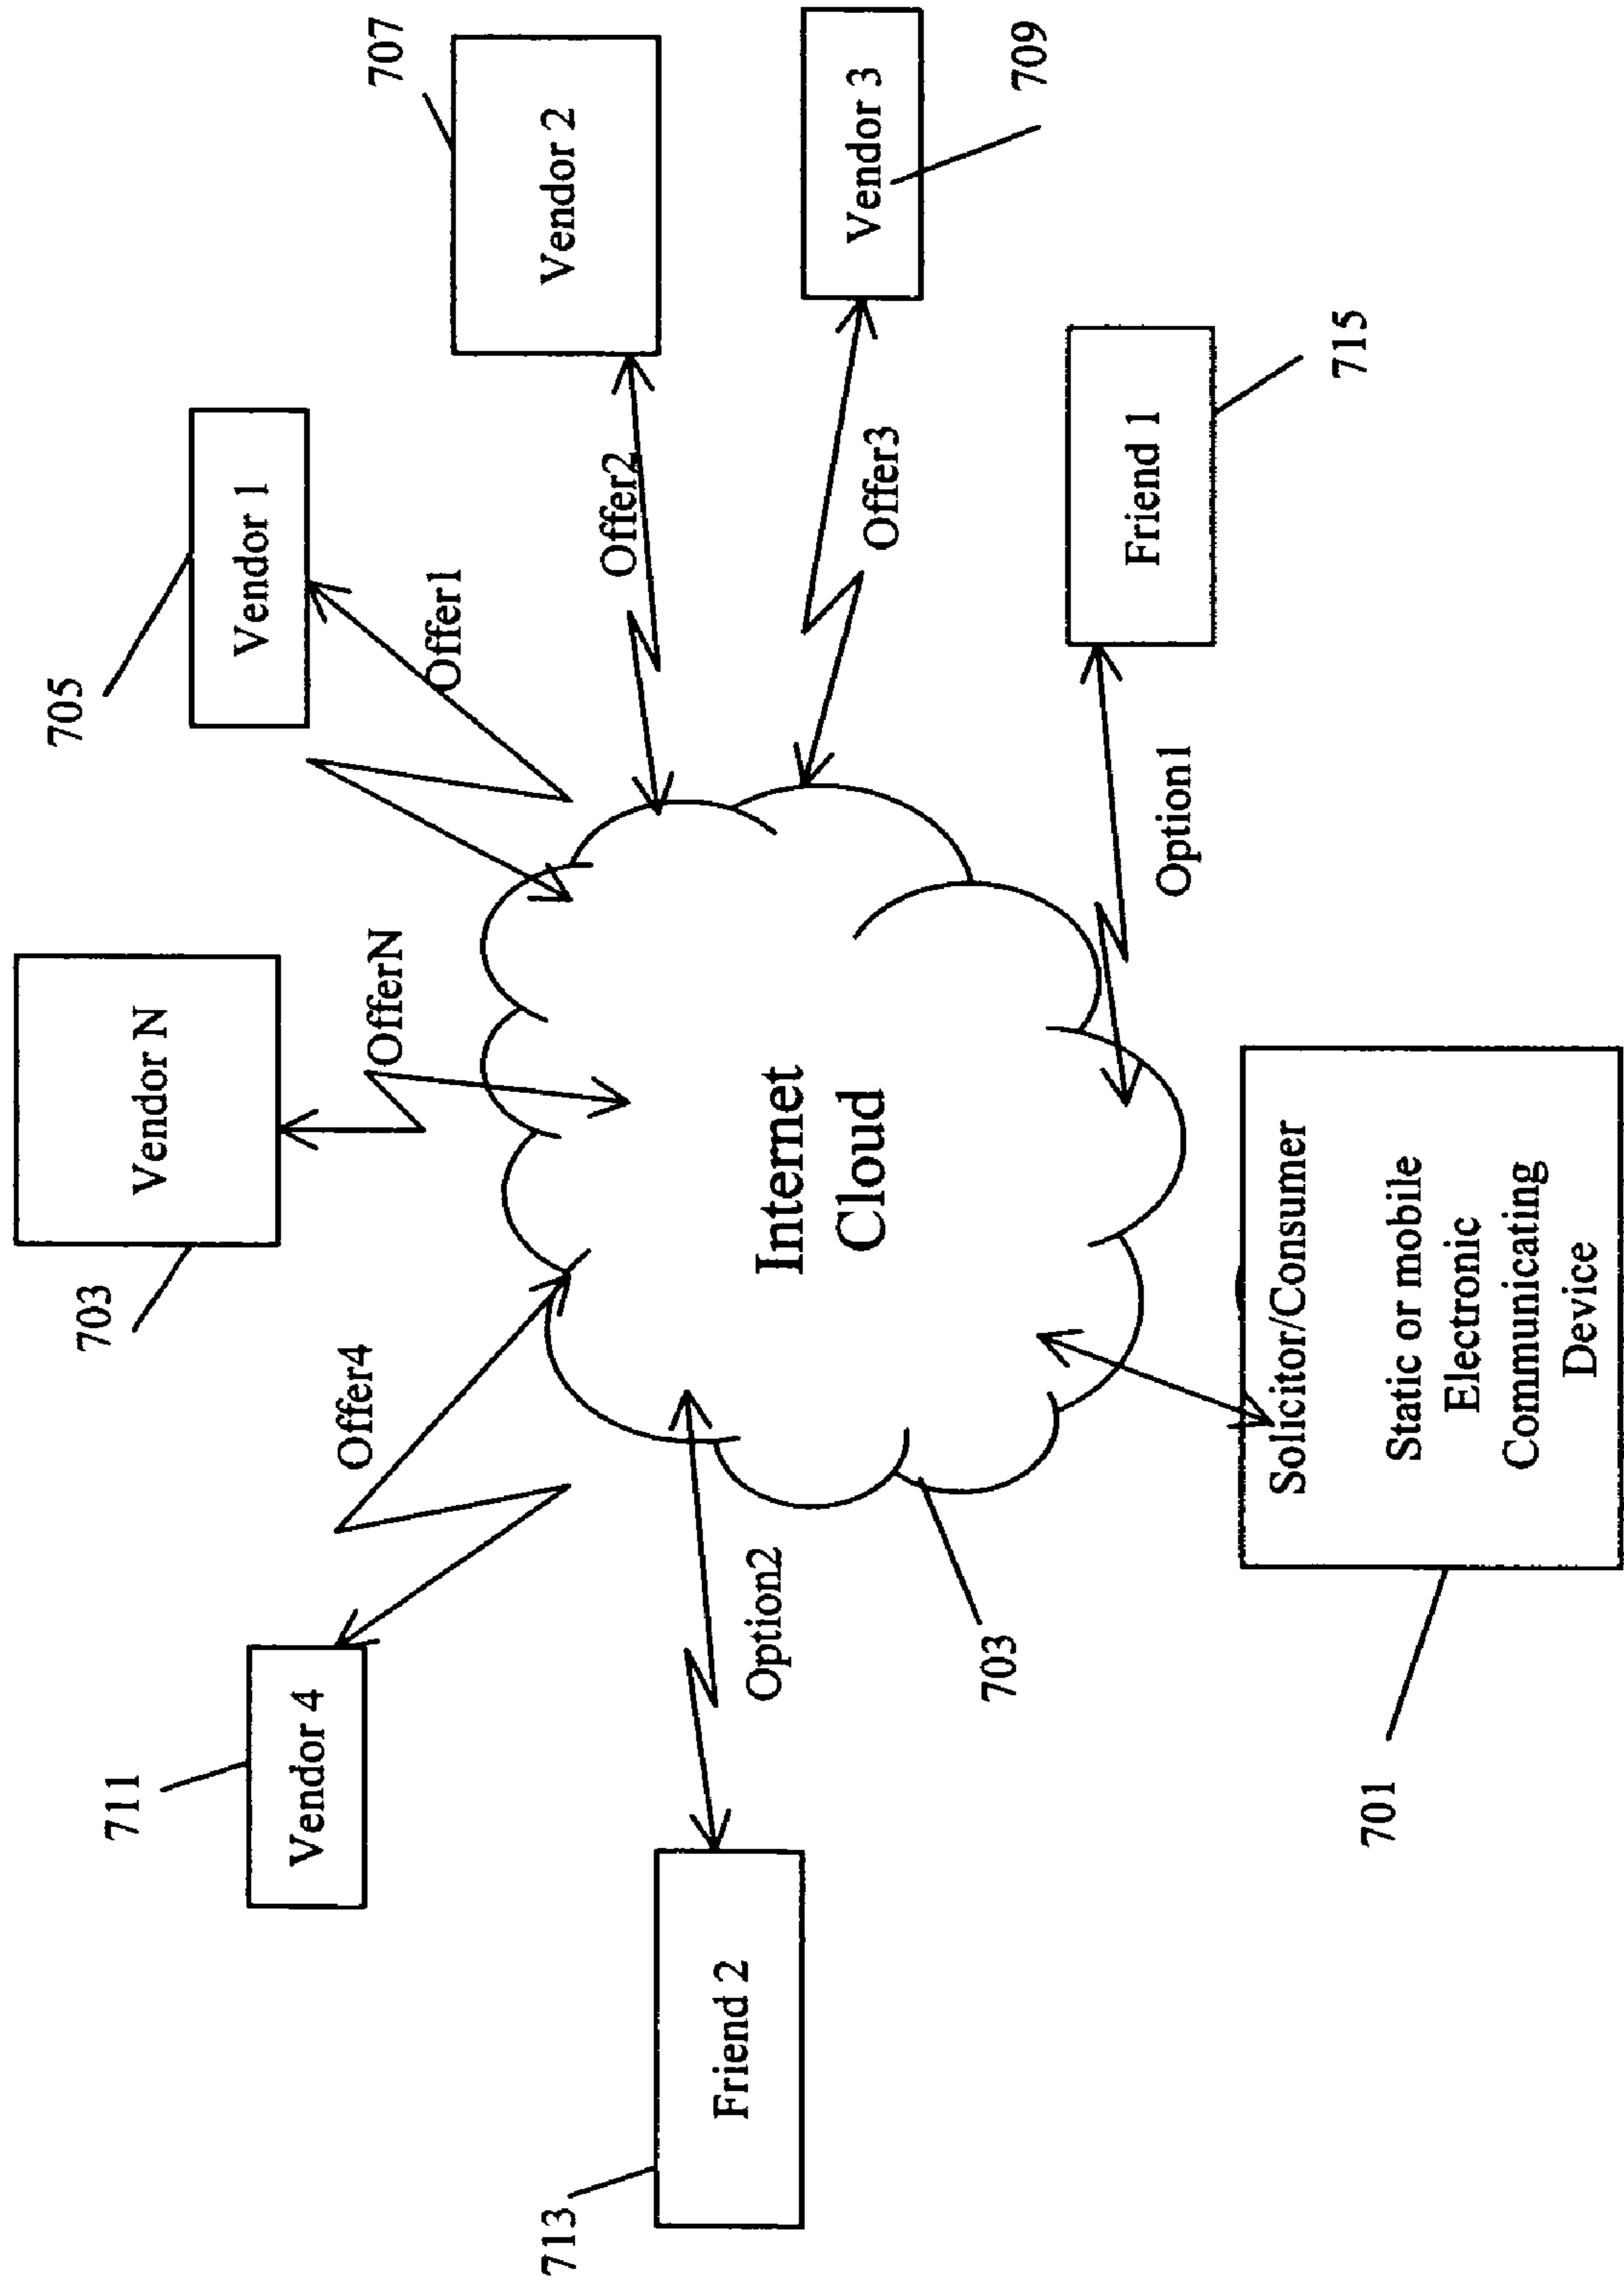 703
Vendor N
OfferN
705
Vendor 1
Offer1
711
Vendor 4
Offer4
707
Vendor 2
Offer2
Vendor 3
709
Offer3
713
Friend 2
Option2
Internet
Cloud
703
Friend 1
715
Option1
701
Solicitor/Consumer
Static or mobile
Electronic
Communicating
Device